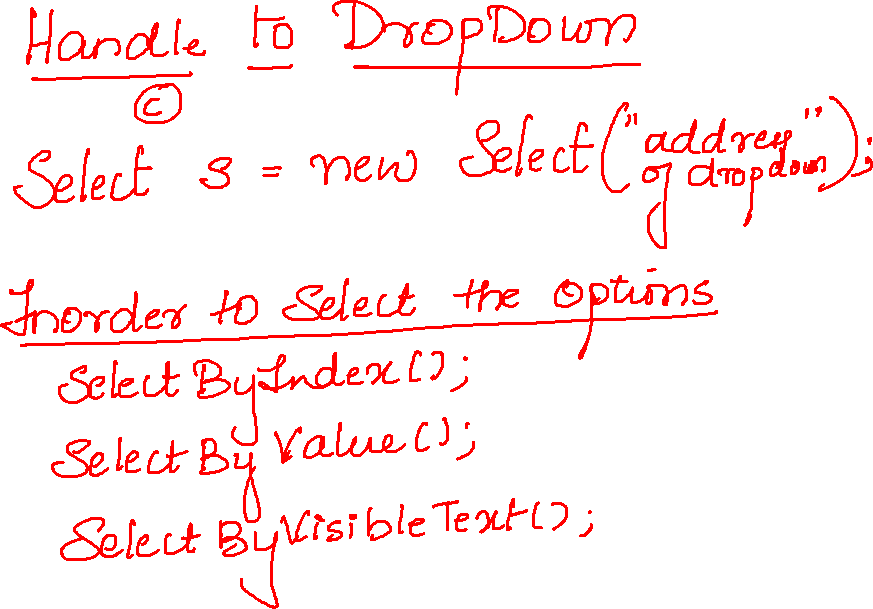 Handle to DropDown
©
Select s = new Select("address of dropdown");
Inorder to Select the options
SelectByIndex();
SelectByValue();
SelectByVisibleText();